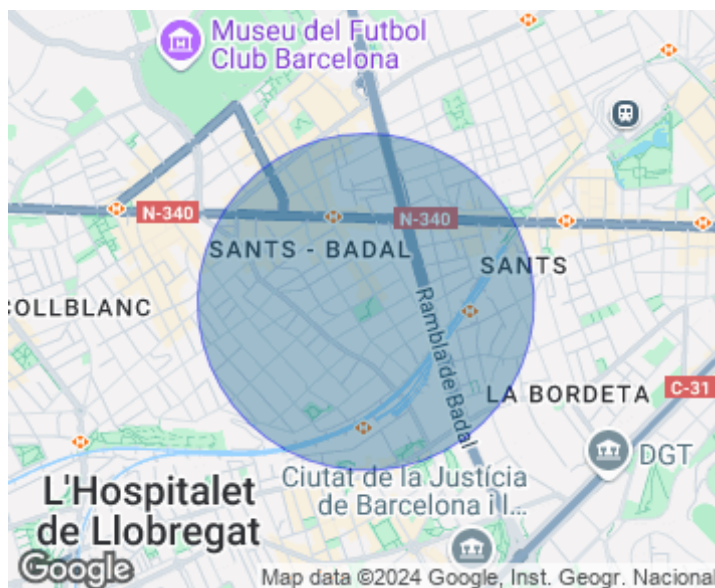 Museu del Futbol
Club Barcelona
N-340
N-340
SANTS - BADAL
SANTS
COLLBLANC
Rambla de Badal
LA BORDETA
C-31
DGT
L'Hospitalet
de Llobregat
Ciutat de la Justícia
de Barcelona i l...
Google
Map data ©2024 Google, Inst. Geogr. Nacional